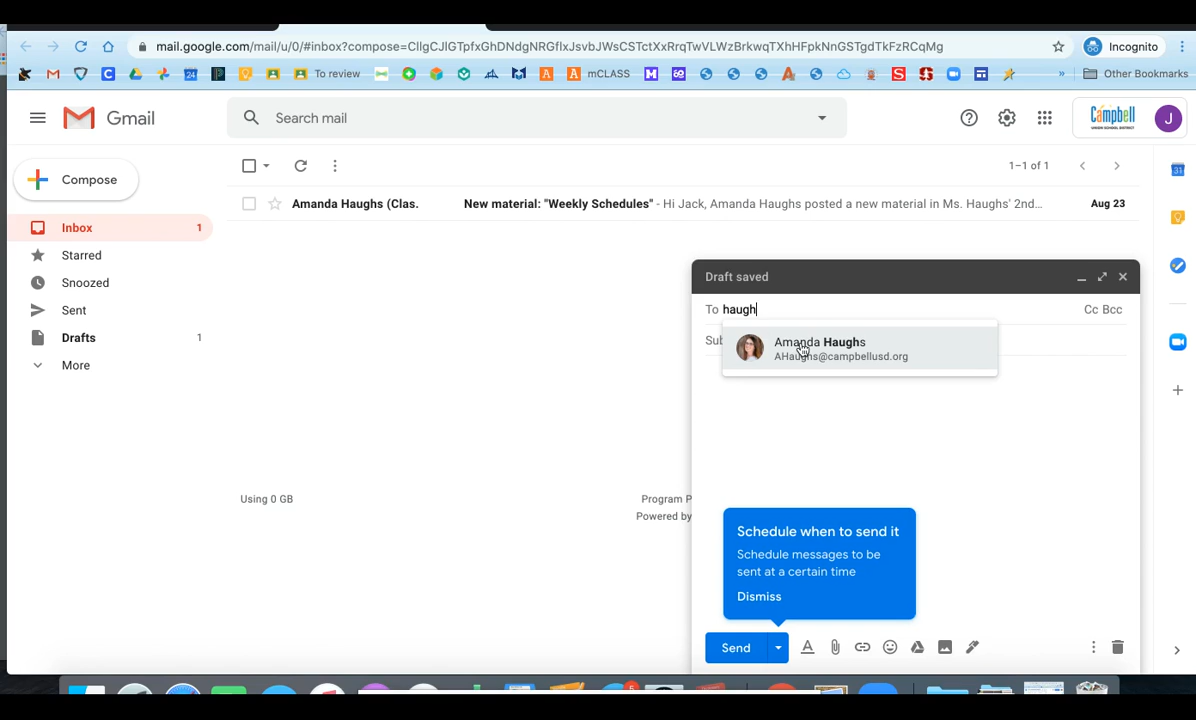 mail.google.com/mail/u/0/#inbox?compose=CllgCJlGTpfxGhDNdgNRGflxJsvbJWsCSTctXxRrqTwVLWzBrkwqTXhHFpkNnGSTgdTkFzRCqMg
Incognito
To review
mCLASS
» Other Bookmarks
Gmail
Search mail
Campbell
UNION SCHOOL DISTRICT
J
Compose
1–1 of 1
Inbox 1
Amanda Haughs (Clas. New material: "Weekly Schedules" - Hi Jack, Amanda Haughs posted a new material in Ms. Haughs' 2nd… Aug 23
Starred
Snoozed
Sent
Drafts 1
More
Draft saved
To haugh Cc Bcc
Sub
Amanda Haughs
AHaughs@campbellusd.org
Using 0 GB
Program P
Powered by
Schedule when to send it
Schedule messages to be
sent at a certain time
Dismiss
Send